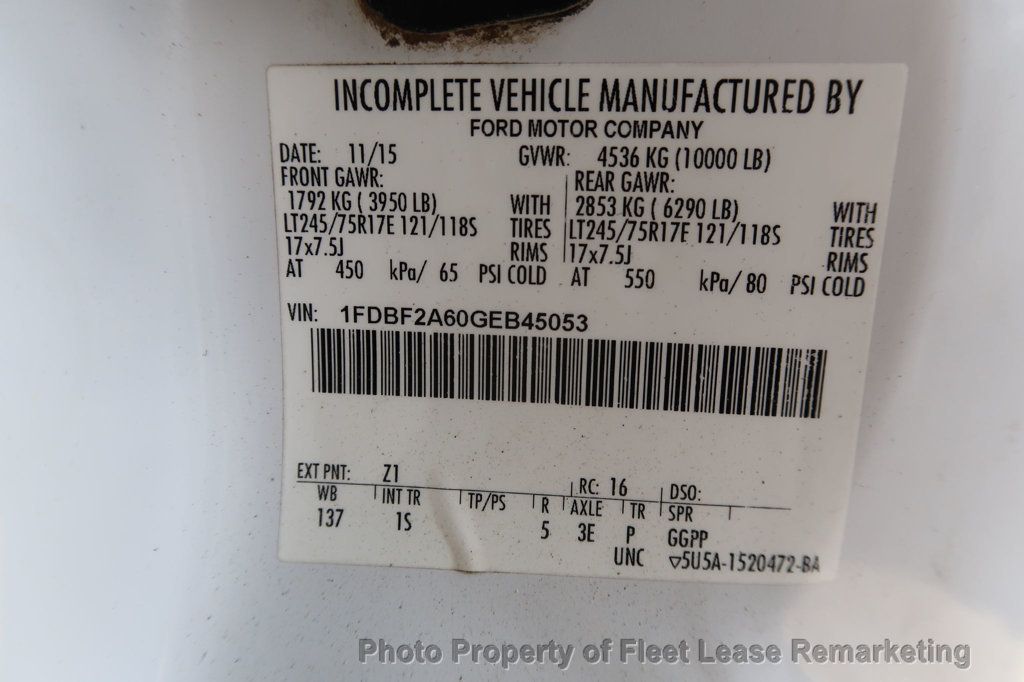 INCOMPLETE VEHICLE MANUFACTURED BY
FORD MOTOR COMPANY
DATE: 11/15 GVWR: 4536 KG (10000 LB)
FRONT GAWR: REAR GAWR:
1792 KG ( 3950 LB) WITH 2853 KG ( 6290 LB) WITH
LT245/75R17E 121/118S TIRES LT245/75R17E 121/118S TIRES
17x7.5J RIMS 17x7.5J RIMS
AT 450 kPa/ 65 PSI COLD AT 550 kPa/ 80 PSI COLD
VIN: 1FDBF2A60GEB45053
EXT PNT: Z1 RC: 16 DSO:
WB INT TR TP/PS R AXLE TR SPR
137 1S 5 3E P GGPP
UNC ▽5U5A-1520472-BA
Photo Property of Fleet Lease Remarketing